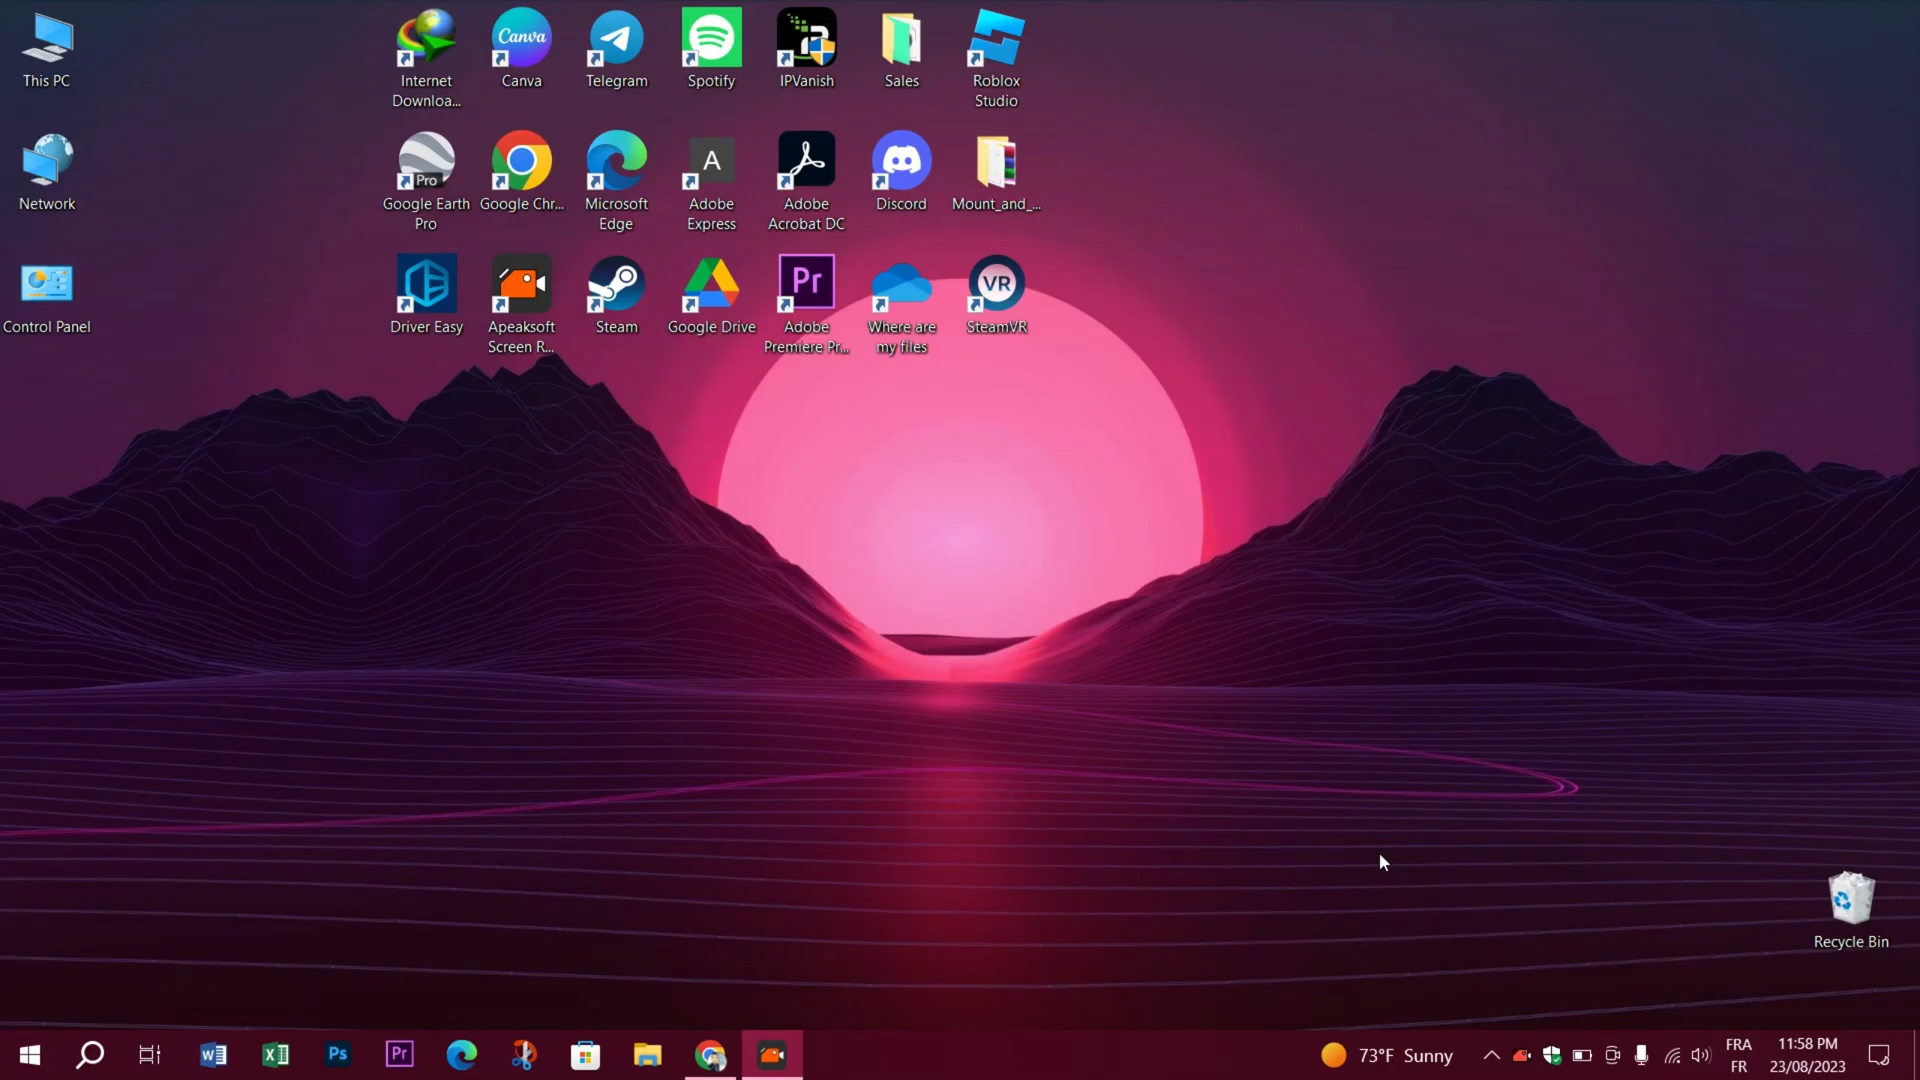 This PC
Internet
Downloa...
Canva
Canva
Telegram
Spotify
IPVanish
Sales
Roblox
Studio
Network
Pro
Google Earth
Pro
Google Chr...
Microsoft
Edge
A
Adobe
Express
Adobe
Acrobat DC
Discord
Mount_and_...
Control Panel
Driver Easy
Apeaksoft
Screen R...
Steam
Google Drive
Pr
Adobe
Premiere Pr...
Where are
my files
VR
SteamVR
Recycle Bin
Ps
Pr
73°F Sunny
FRA
FR
11:58 PM
23/08/2023